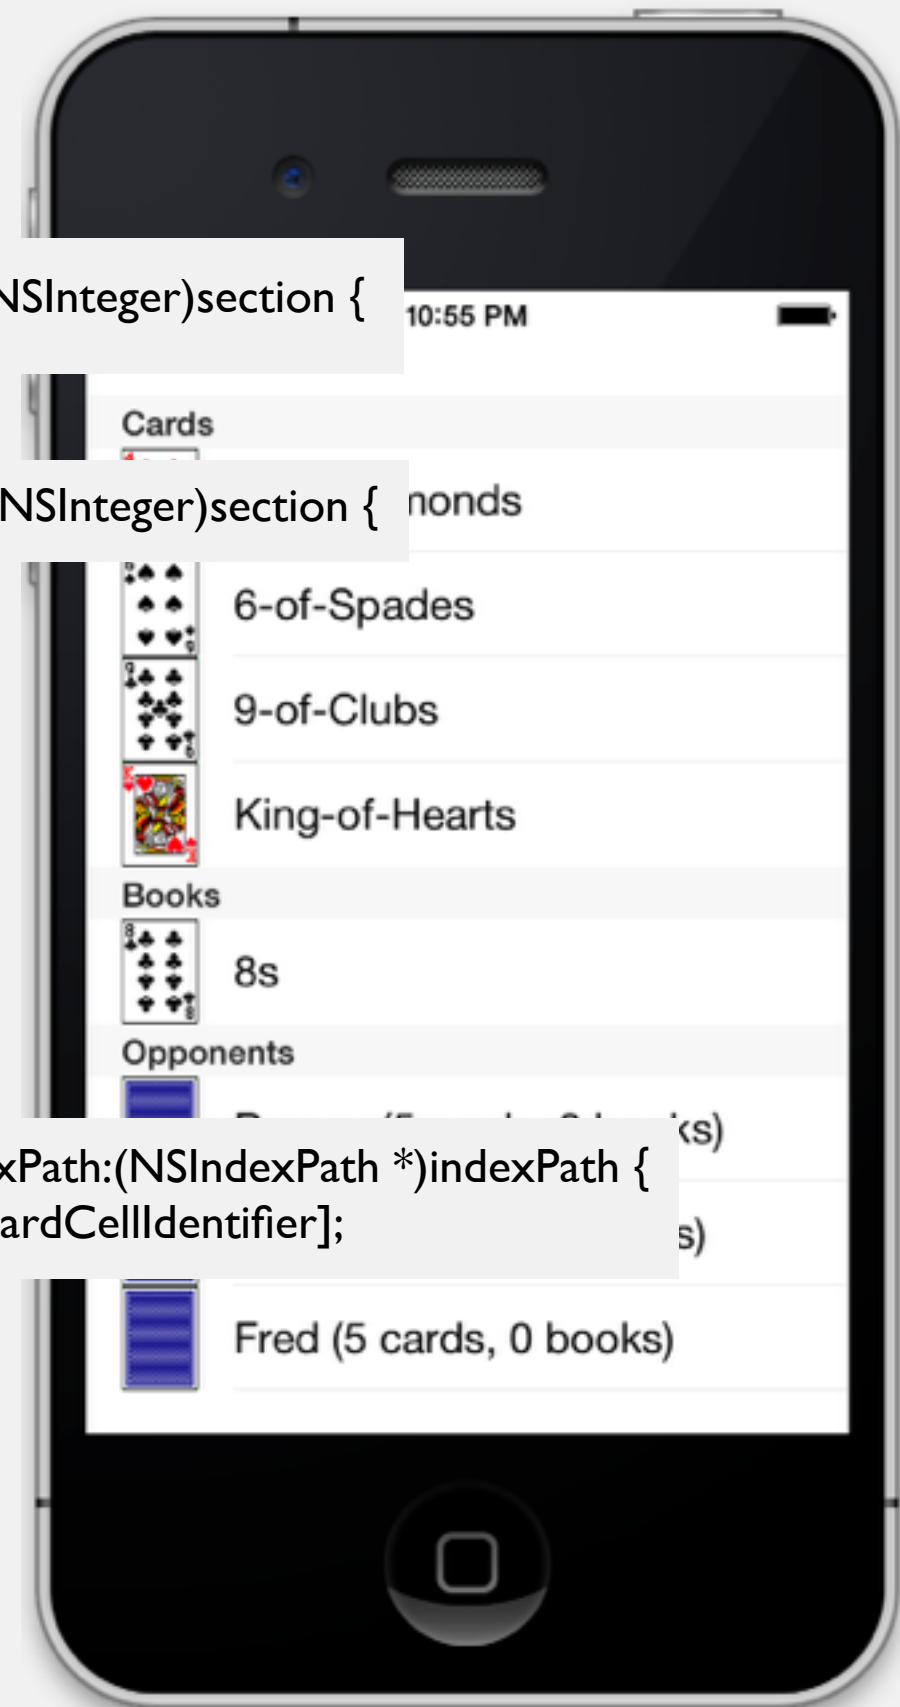 NSInteger)section {
10:55 PM
Cards
NSInteger)section {
6-of-Spades
9-of-Clubs
King-of-Hearts
Books
8s
Opponents
xPath:(NSIndexPath *)indexPath {
ardCellIdentifier];
Fred (5 cards, 0 books)